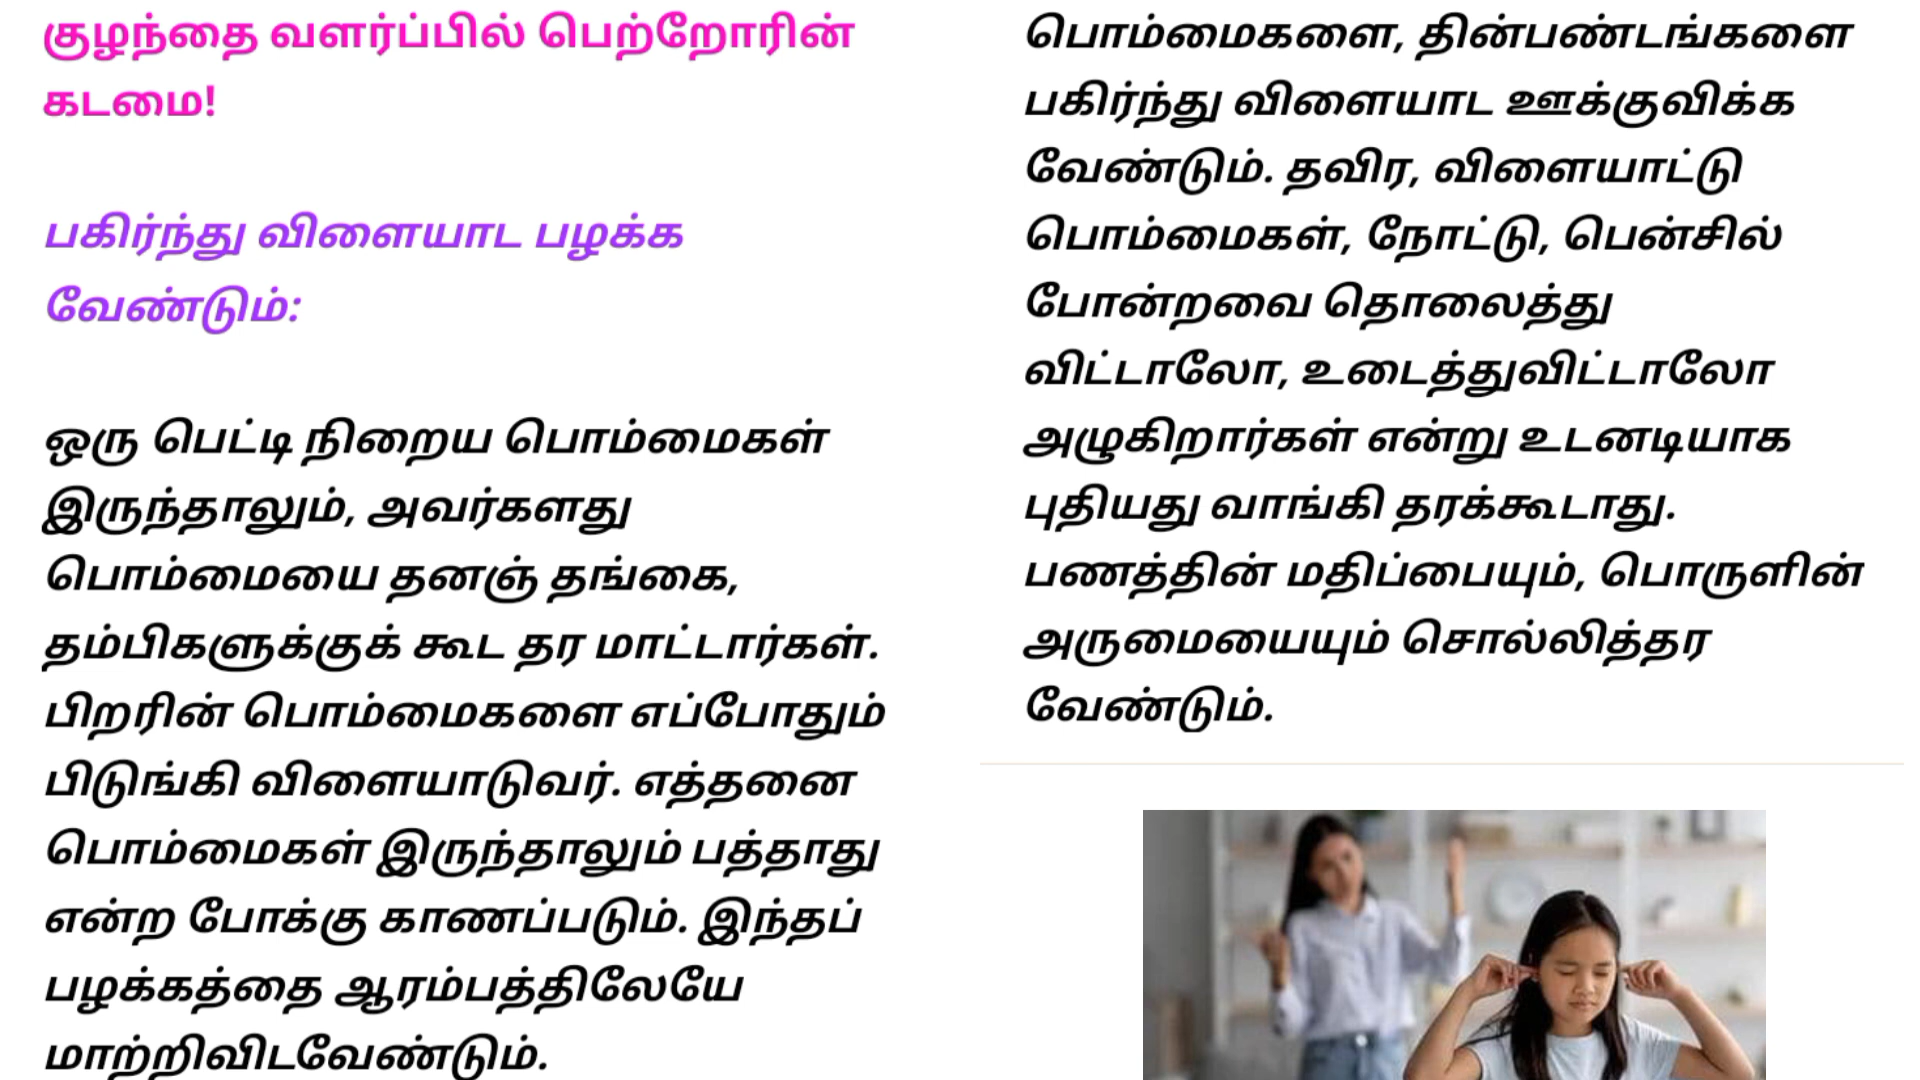 குழந்தை வளர்ப்பில் பெற்றோரின்
கடமை!
பகிர்ந்து விளையாட பழக்க
வேண்டும்:
ஒரு பெட்டி நிறைய பொம்மைகள்
இருந்தாலும், அவர்களது
பொம்மையை தனஞ் தங்கை,
தம்பிகளுக்குக் கூட தர மாட்டார்கள்.
பிறரின் பொம்மைகளை எப்போதும்
பிடுங்கி விளையாடுவர். எத்தனை
பொம்மைகள் இருந்தாலும் பத்தாது
என்ற போக்கு காணப்படும். இந்தப்
பழக்கத்தை ஆரம்பத்திலேயே
மாற்றிவிடவேண்டும்.
பொம்மைகளை, தின்பண்டங்களை
பகிர்ந்து விளையாட ஊக்குவிக்க
வேண்டும். தவிர, விளையாட்டு
பொம்மைகள், நோட்டு, பென்சில்
போன்றவை தொலைத்து
விட்டாலோ, உடைத்துவிட்டாலோ
அழுகிறார்கள் என்று உடனடியாக
புதியது வாங்கி தரக்கூடாது.
பணத்தின் மதிப்பையும், பொருளின்
அருமையையும் சொல்லித்தர
வேண்டும்.